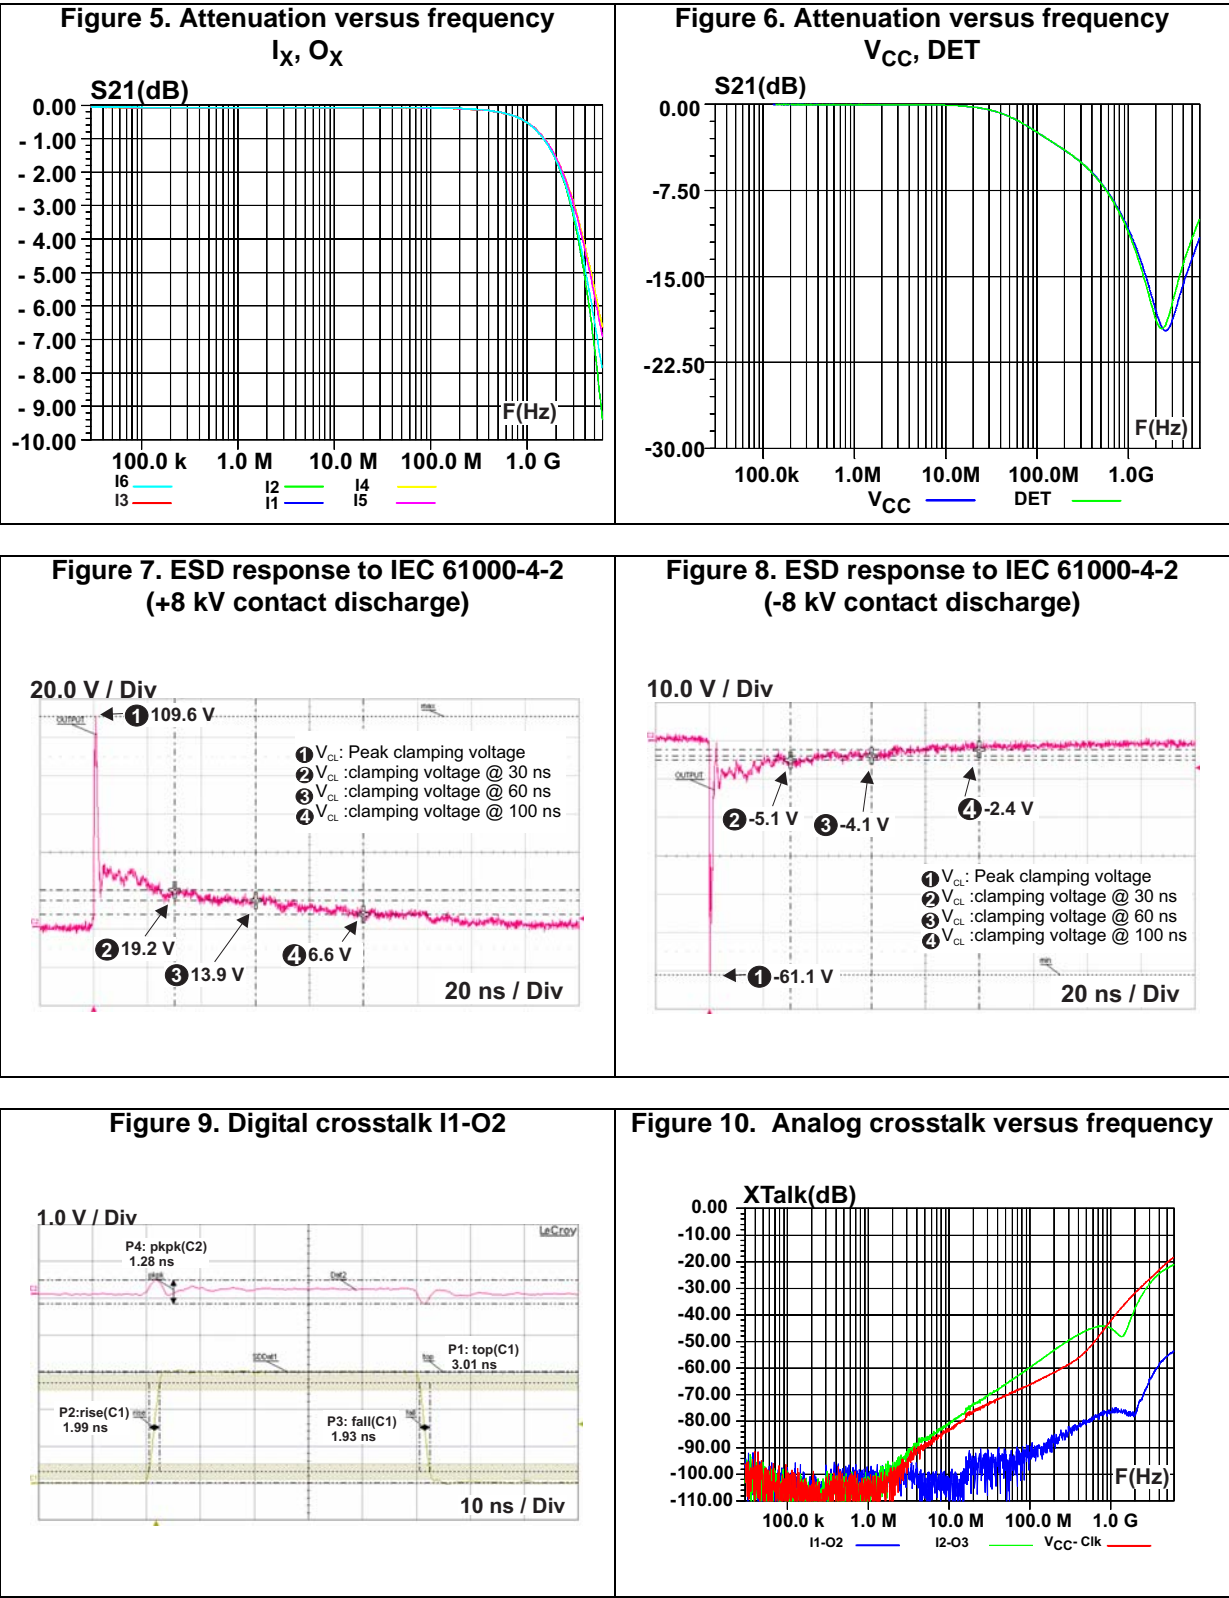 Figure 5. Attenuation versus frequency
IX, OX
S21(dB)
0.00
- 1.00
- 2.00
- 3.00
- 4.00
- 5.00
- 6.00
- 7.00
- 8.00
- 9.00
-10.00
F(Hz)
100.0 k 1.0 M 10.0 M 100.0 M 1.0 G
I6 I2 I4
I3 I1 I5
Figure 6. Attenuation versus frequency
VCC, DET
S21(dB)
0.00
-7.50
-15.00
-22.50
-30.00
F(Hz)
100.0k 1.0M 10.0M 100.0M 1.0G
VCC DET
Figure 7. ESD response to IEC 61000-4-2
(+8 kV contact discharge)
20.0 V / Div
OUTPUT
max
1 109.6 V
1 VCL: Peak clamping voltage
2 VCL :clamping voltage @ 30 ns
3 VCL :clamping voltage @ 60 ns
4 VCL :clamping voltage @ 100 ns
2 19.2 V
3 13.9 V
4 6.6 V
20 ns / Div
Figure 8. ESD response to IEC 61000-4-2
(-8 kV contact discharge)
10.0 V / Div
OUTPUT
2 -5.1 V
3 -4.1 V
4 -2.4 V
1 VCL: Peak clamping voltage
2 VCL :clamping voltage @ 30 ns
3 VCL :clamping voltage @ 60 ns
4 VCL :clamping voltage @ 100 ns
min
1 -61.1 V
20 ns / Div
Figure 9. Digital crosstalk I1-O2
1.0 V / Div
LeCroy
P4: pkpk(C2)
1.28 ns
pkpk
Dat2
SDDat1
top
P1: top(C1)
3.01 ns
P2:rise(C1)
1.99 ns
rise
P3: fall(C1)
1.93 ns
fall
10 ns / Div
Figure 10. Analog crosstalk versus frequency
XTalk(dB)
0.00
-10.00
-20.00
-30.00
-40.00
-50.00
-60.00
-70.00
-80.00
-90.00
-100.00
-110.00
F(Hz)
100.0 k 1.0 M 10.0 M 100.0 M 1.0 G
I1-O2 I2-O3 VCC- Clk